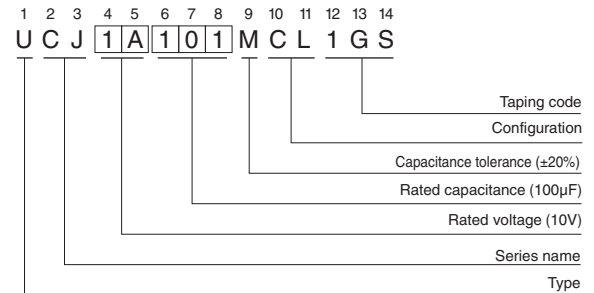 1 2 3 4 5 6 7 8 9 10 11 12 13 14
U C J 1 A 1 0 1 M C L 1 G S
Taping code
Configuration
Capacitance tolerance (±20%)
Rated capacitance (100µF)
Rated voltage (10V)
Series name
Type